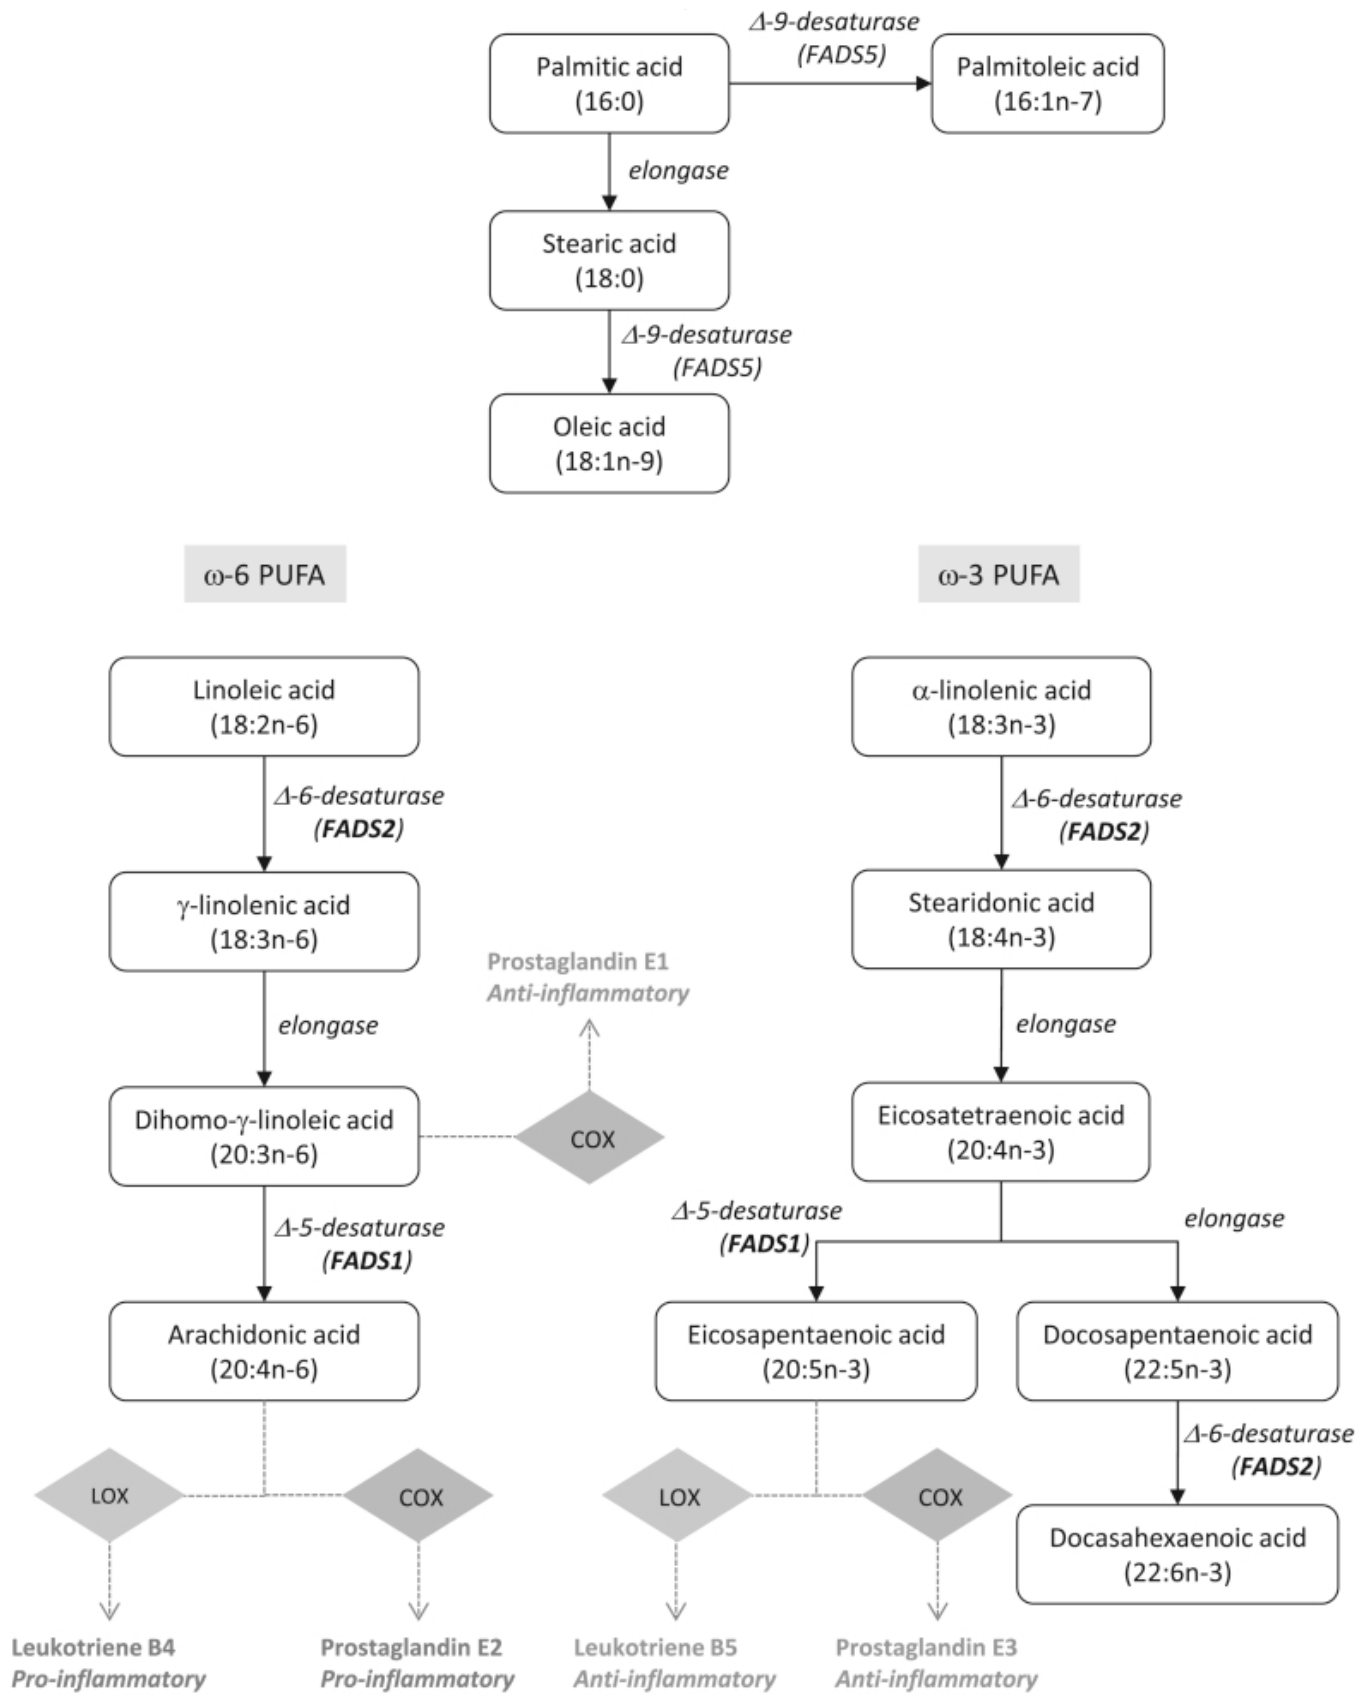 Δ-9-desaturase
(FADS5)
Palmitic acid
(16:0)
Palmitoleic acid
(16:1n-7)
elongase
Stearic acid
(18:0)
Δ-9-desaturase
(FADS5)
Oleic acid
(18:1n-9)
ω-6 PUFA
Linoleic acid
(18:2n-6)
Δ-6-desaturase
(FADS2)
γ-linolenic acid
(18:3n-6)
elongase
Prostaglandin E1
Anti-inflammatory
COX
Dihomo-γ-linoleic acid
(20:3n-6)
Δ-5-desaturase
(FADS1)
Arachidonic acid
(20:4n-6)
LOX
COX
Leukotriene B4
Pro-inflammatory
Prostaglandin E2
Pro-inflammatory
ω-3 PUFA
α-linolenic acid
(18:3n-3)
Δ-6-desaturase
(FADS2)
Stearidonic acid
(18:4n-3)
elongase
Eicosatetraenoic acid
(20:4n-3)
Δ-5-desaturase
(FADS1)
elongase
Eicosapentaenoic acid
(20:5n-3)
Docosapentaenoic acid
(22:5n-3)
Δ-6-desaturase
(FADS2)
LOX
COX
Docasahexaenoic acid
(22:6n-3)
Leukotriene B5
Anti-inflammatory
Prostaglandin E3
Anti-inflammatory